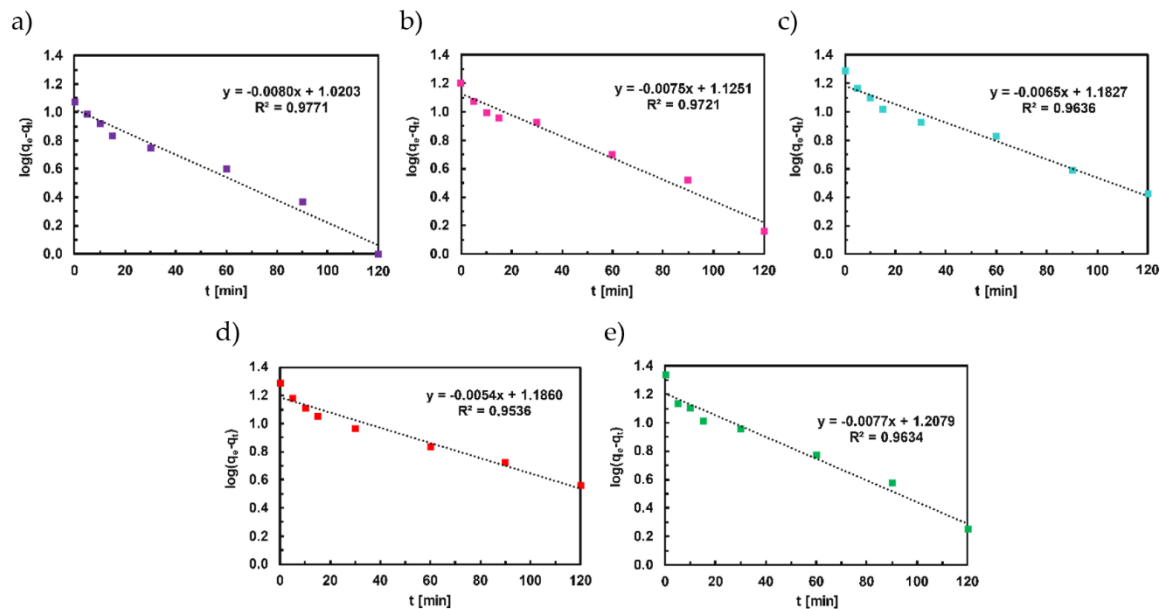 a)
1.4
1.2
1.0
0.8
0.6
0.4
0.2
0.0
log(qₑ-qₜ)
y = -0.0080x + 1.0203
R² = 0.9771
0 20 40 60 80 100 120
t [min]
b)
1.4
1.2
1.0
0.8
0.6
0.4
0.2
0.0
log(qₑ-qₜ)
y = -0.0075x + 1.1251
R² = 0.9721
0 20 40 60 80 100 120
t [min]
c)
1.4
1.2
1.0
0.8
0.6
0.4
0.2
0.0
log(qₑ-qₜ)
y = -0.0065x + 1.1827
R² = 0.9636
0 20 40 60 80 100 120
t [min]
d)
1.4
1.2
1.0
0.8
0.6
0.4
0.2
0.0
log(qₑ-qₜ)
y = -0.0054x + 1.1860
R² = 0.9536
0 20 40 60 80 100 120
t [min]
e)
1.4
1.2
1.0
0.8
0.6
0.4
0.2
0.0
log(qₑ-qₜ)
y = -0.0077x + 1.2079
R² = 0.9634
0 20 40 60 80 100 120
t [min]